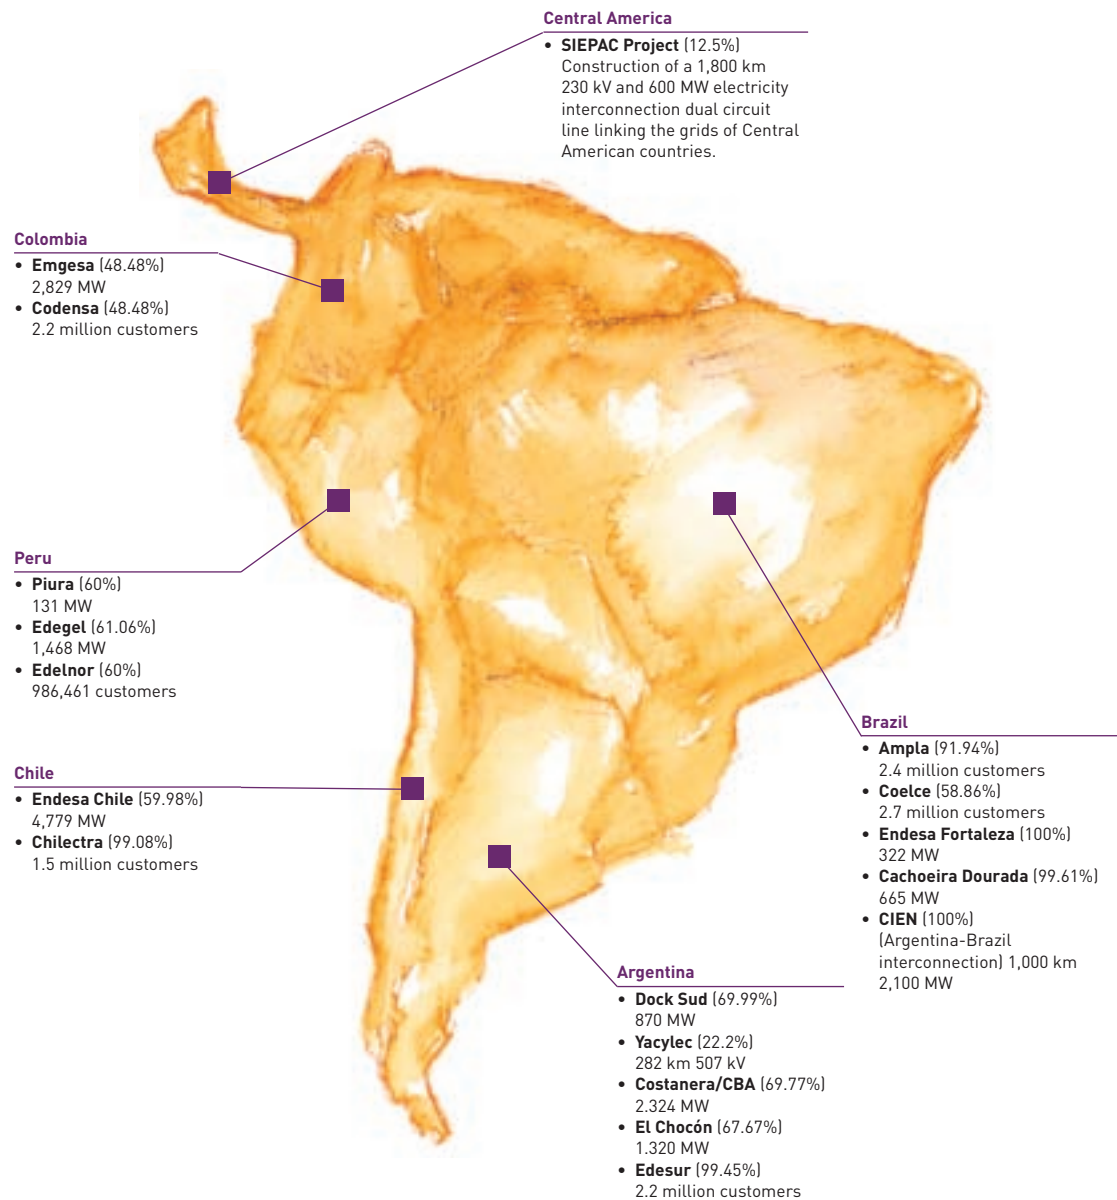 Central America
• SIEPAC Project (12.5%)
Construction of a 1,800 km
230 kV and 600 MW electricity
interconnection dual circuit
line linking the grids of Central
American countries.
Colombia
• Emgesa (48.48%)
2,829 MW
• Codensa (48.48%)
2.2 million customers
Peru
• Piura (60%)
131 MW
• Edegel (61.06%)
1,468 MW
• Edelnor (60%)
986,461 customers
Chile
• Endesa Chile (59.98%)
4,779 MW
• Chilectra (99.08%)
1.5 million customers
Brazil
• Ampla (91.94%)
2.4 million customers
• Coelce (58.86%)
2.7 million customers
• Endesa Fortaleza (100%)
322 MW
• Cachoeira Dourada (99.61%)
665 MW
• CIEN (100%)
(Argentina-Brazil
interconnection) 1,000 km
2,100 MW
Argentina
• Dock Sud (69.99%)
870 MW
• Yacylec (22.2%)
282 km 507 kV
• Costanera/CBA (69.77%)
2.324 MW
• El Chocón (67.67%)
1.320 MW
• Edesur (99.45%)
2.2 million customers